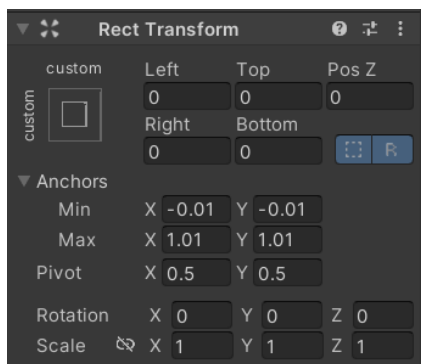 Rect Transform
custom Left Top Pos Z
custom
0 0 0
Right Bottom
0 0 R
Anchors
Min X -0.01 Y -0.01
Max X 1.01 Y 1.01
Pivot X 0.5 Y 0.5
Rotation X 0 Y 0 Z 0
Scale X 1 Y 1 Z 1